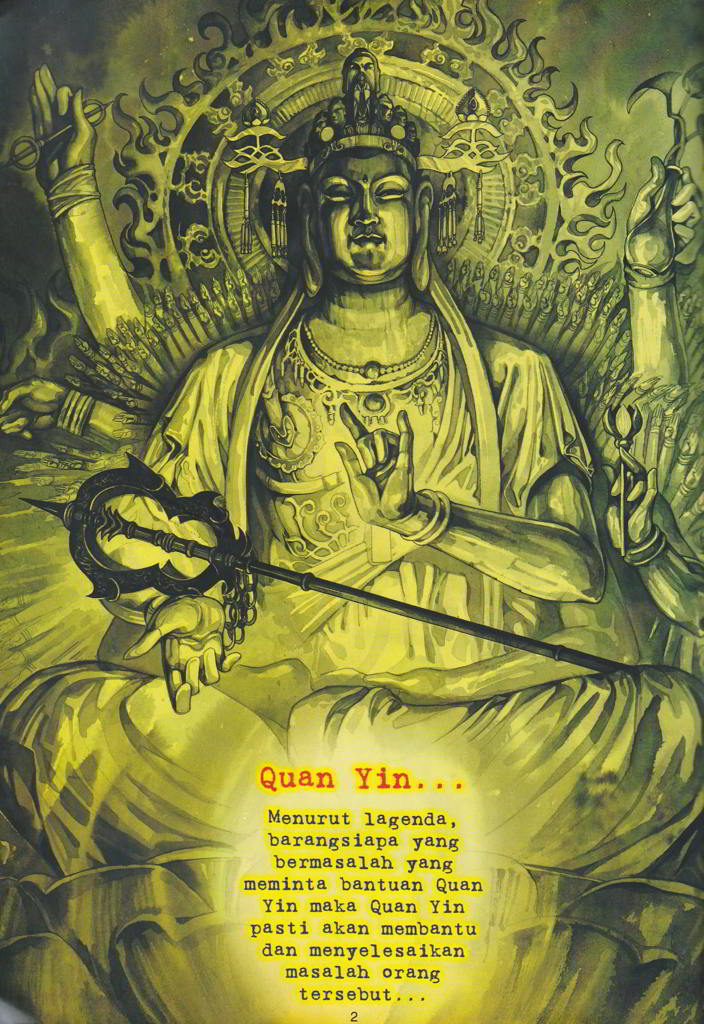 Quan Yin...
Menurut lagenda,
barangsiapa yang
bermasalah yang
meminta bantuan Quan
Yin maka Quan Yin
pasti akan membantu
dan menyelesaikan
masalah orang
tersebut...
2